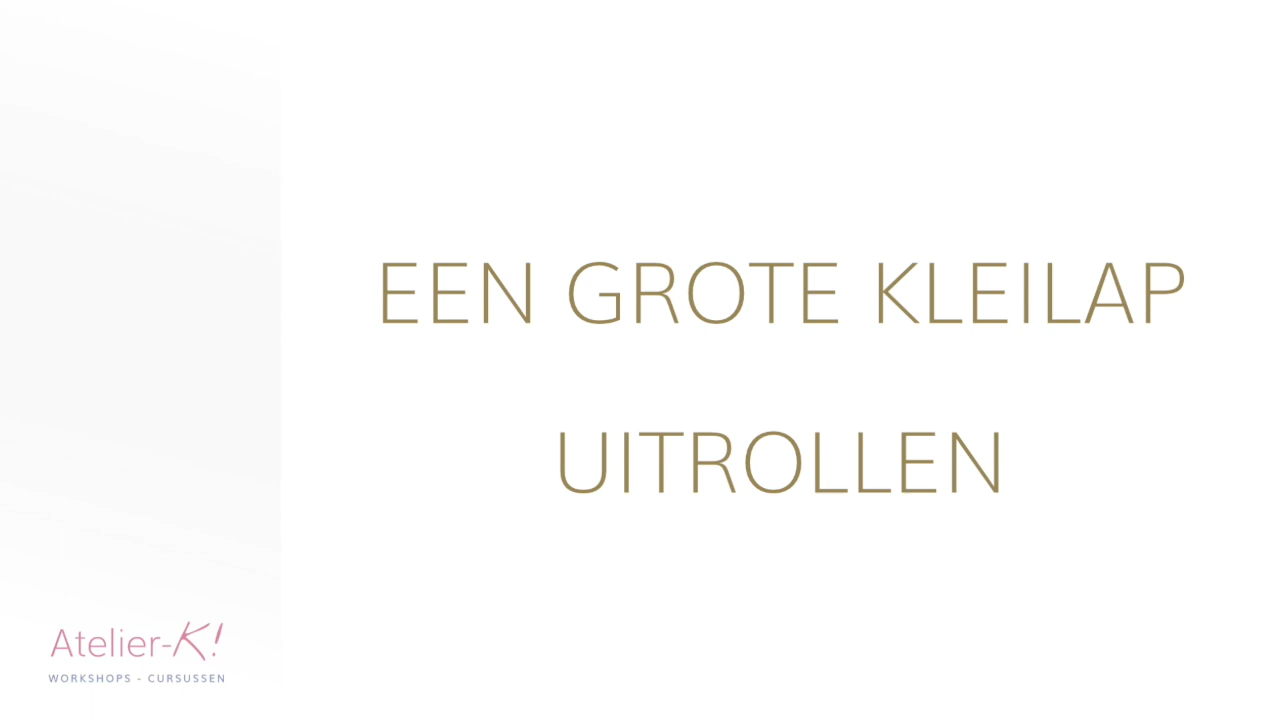 EEN GROTE KLEILAP
UITROLLEN
Atelier-K!
WORKSHOPS - CURSUSSEN